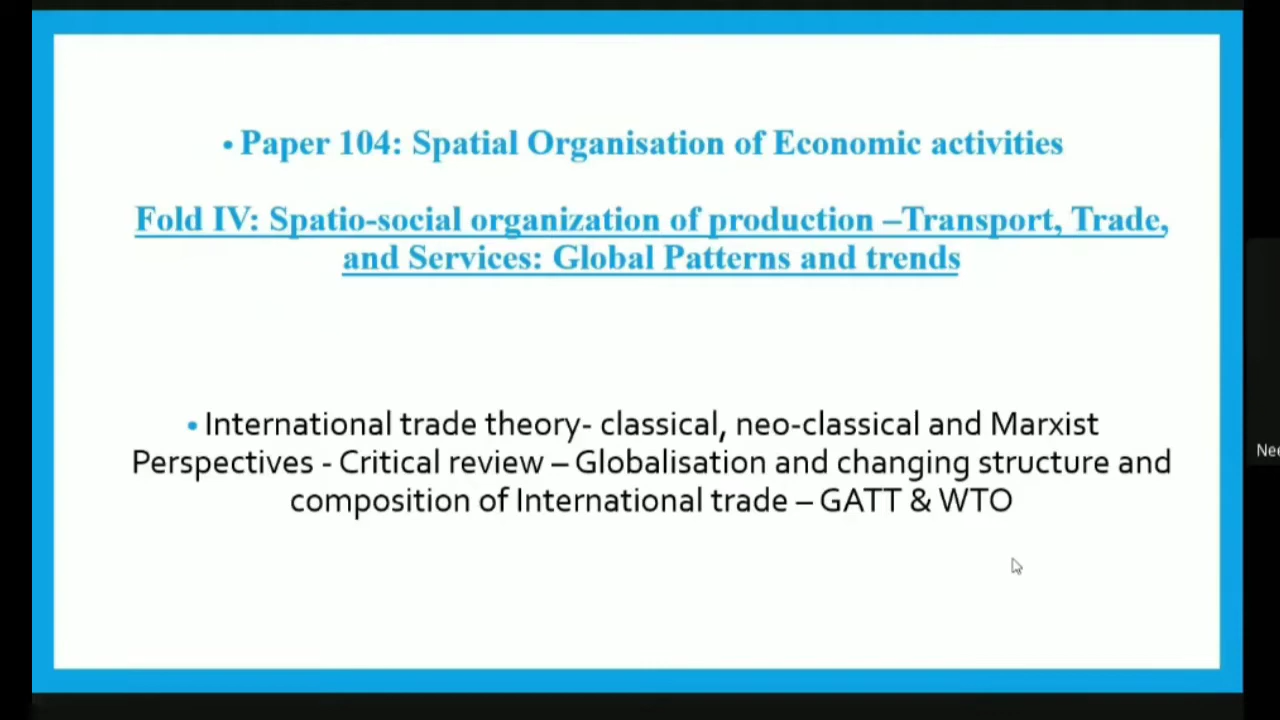 • Paper 104: Spatial Organisation of Economic activities
Fold IV: Spatio-social organization of production –Transport, Trade,
and Services: Global Patterns and trends
• International trade theory- classical, neo-classical and Marxist
Perspectives - Critical review – Globalisation and changing structure and
composition of International trade – GATT & WTO